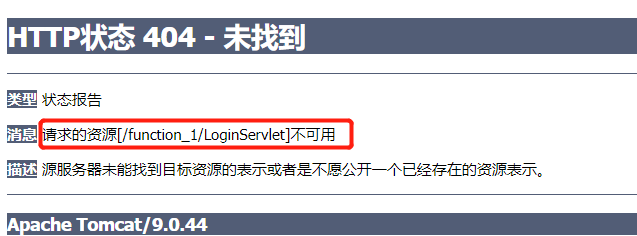 HTTP状态 404 - 未找到
类型 状态报告
消息 请求的资源[/function_1/LoginServlet]不可用
描述 源服务器未能找到目标资源的表示或者是不愿公开一个已经存在的资源表示。
Apache Tomcat/9.0.44